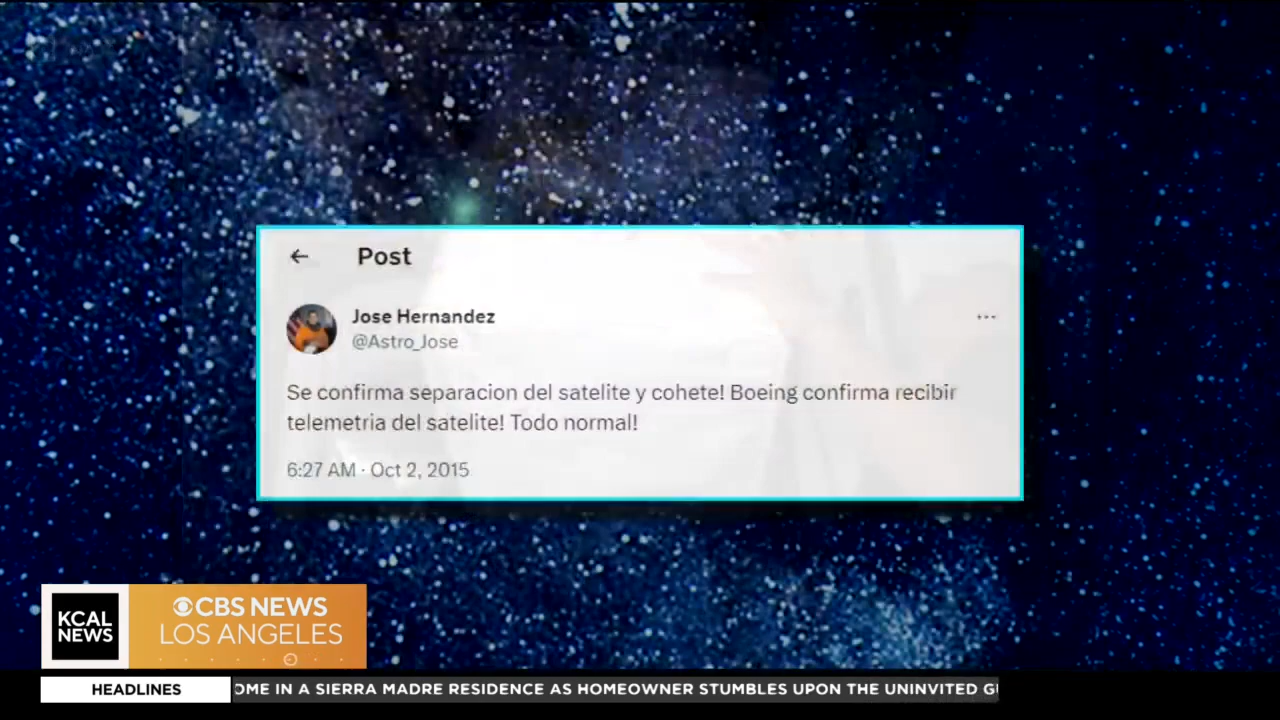 ← Post
Jose Hernandez
@Astro_Jose
...
Se confirma separacion del satelite y cohete! Boeing confirma recibir
telemetria del satelite! Todo normal!
6:27 AM · Oct 2, 2015
KCAL
NEWS
CBS NEWS
LOS ANGELES
HEADLINES
OME IN A SIERRA MADRE RESIDENCE AS HOMEOWNER STUMBLES UPON THE UNINVITED